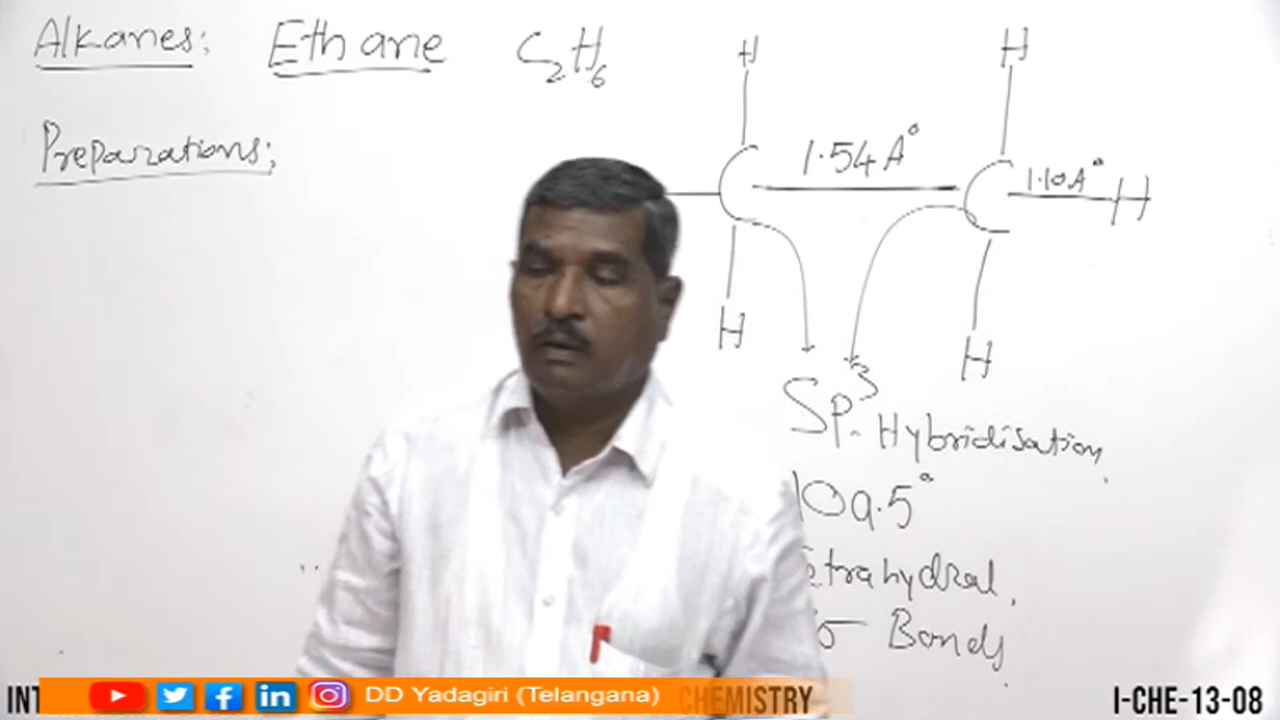 Alkanes: Ethane C2H6
Preparations:
H H
C 1.54 A° C 1.10 A° H
H H
SP3- Hybridisation
109.5°
etrahydral
σ Bonds
INT
DD Yadagiri (Telangana)
CHEMISTRY
I-CHE-13-08